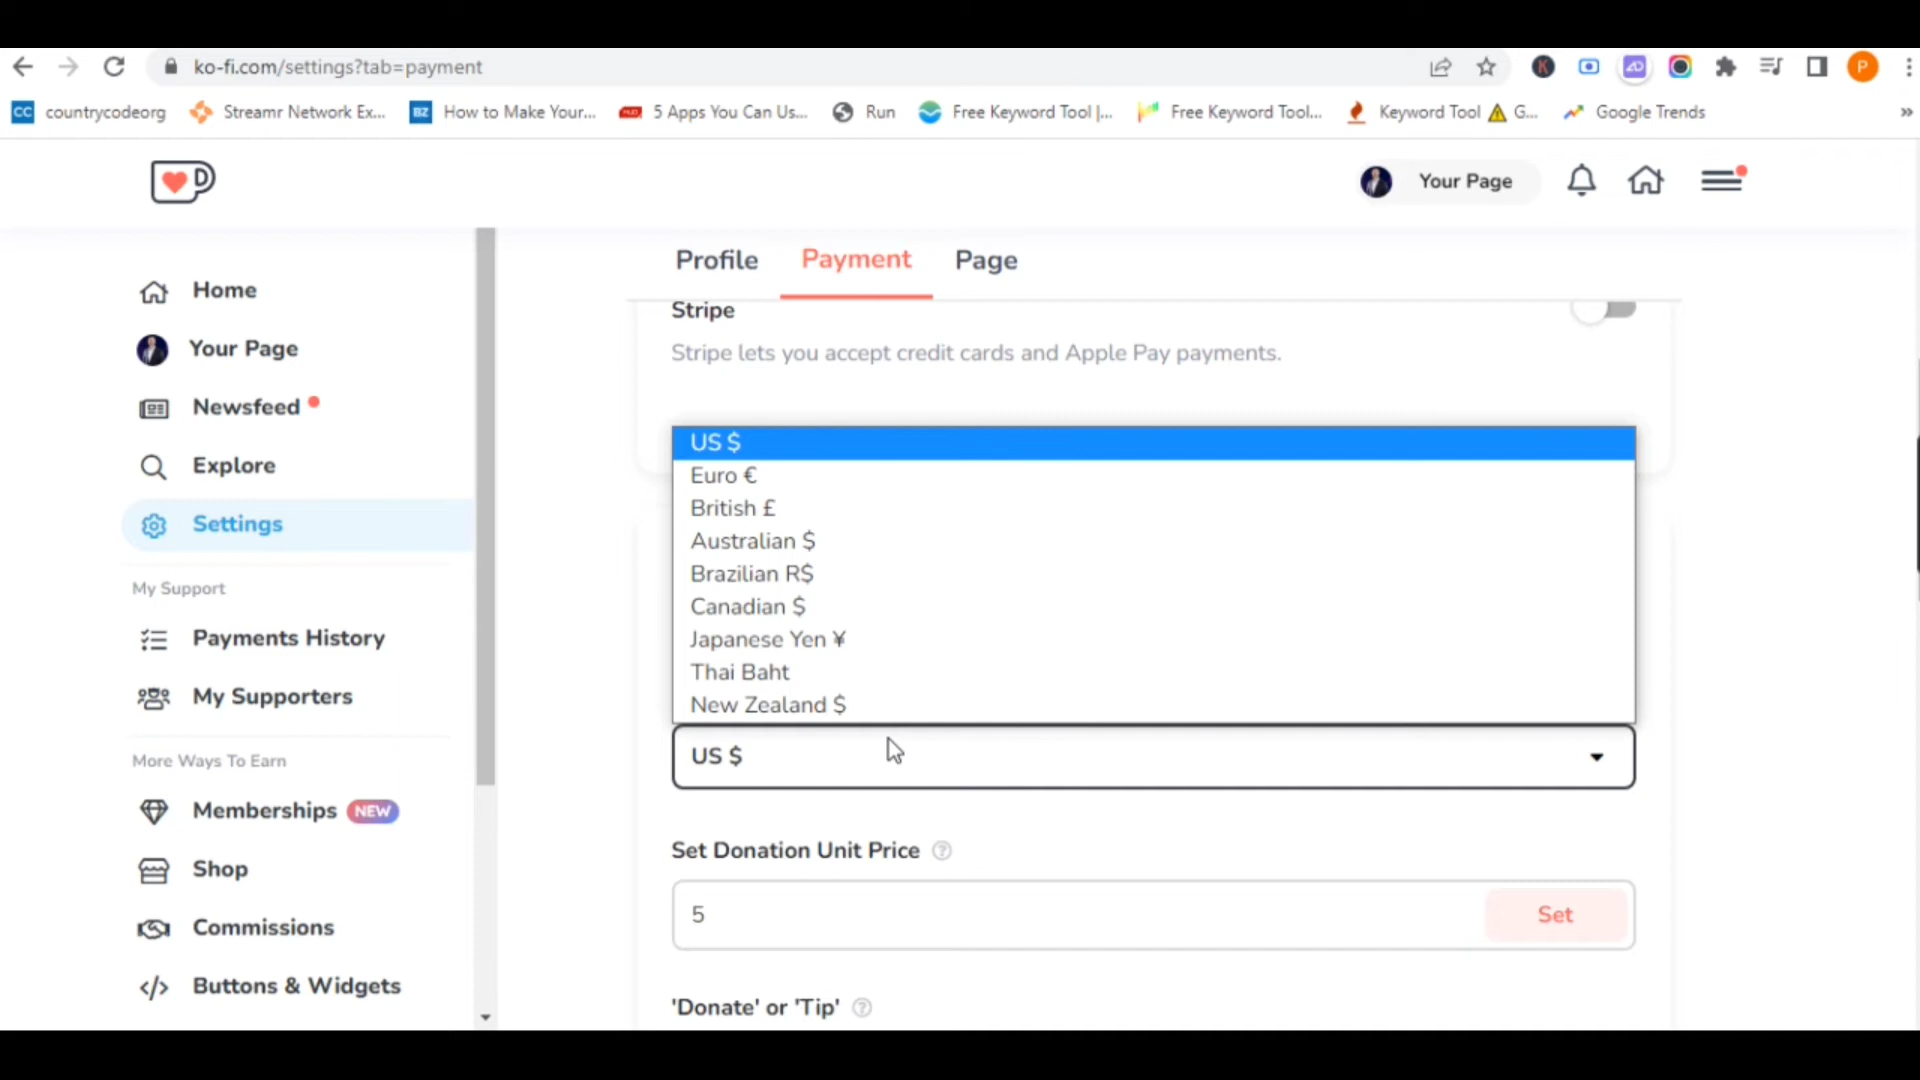 ko-fi.com/settings?tab=payment
P
CC countrycodeorg Streamr Network Ex... BZ How to Make Your... 5 Apps You Can Us... Run Free Keyword Tool |... Free Keyword Tool... Keyword Tool G... Google Trends »
Your Page
Profile Payment Page
Home
Your Page
Newsfeed
Explore
Settings
My Support
Payments History
My Supporters
More Ways To Earn
Memberships NEW
Shop
Commissions
</> Buttons & Widgets
Stripe
Stripe lets you accept credit cards and Apple Pay payments.
US $
Euro €
British £
Australian $
Brazilian R$
Canadian $
Japanese Yen ¥
Thai Baht
New Zealand $
US $
Set Donation Unit Price ?
5 Set
'Donate' or 'Tip' ?